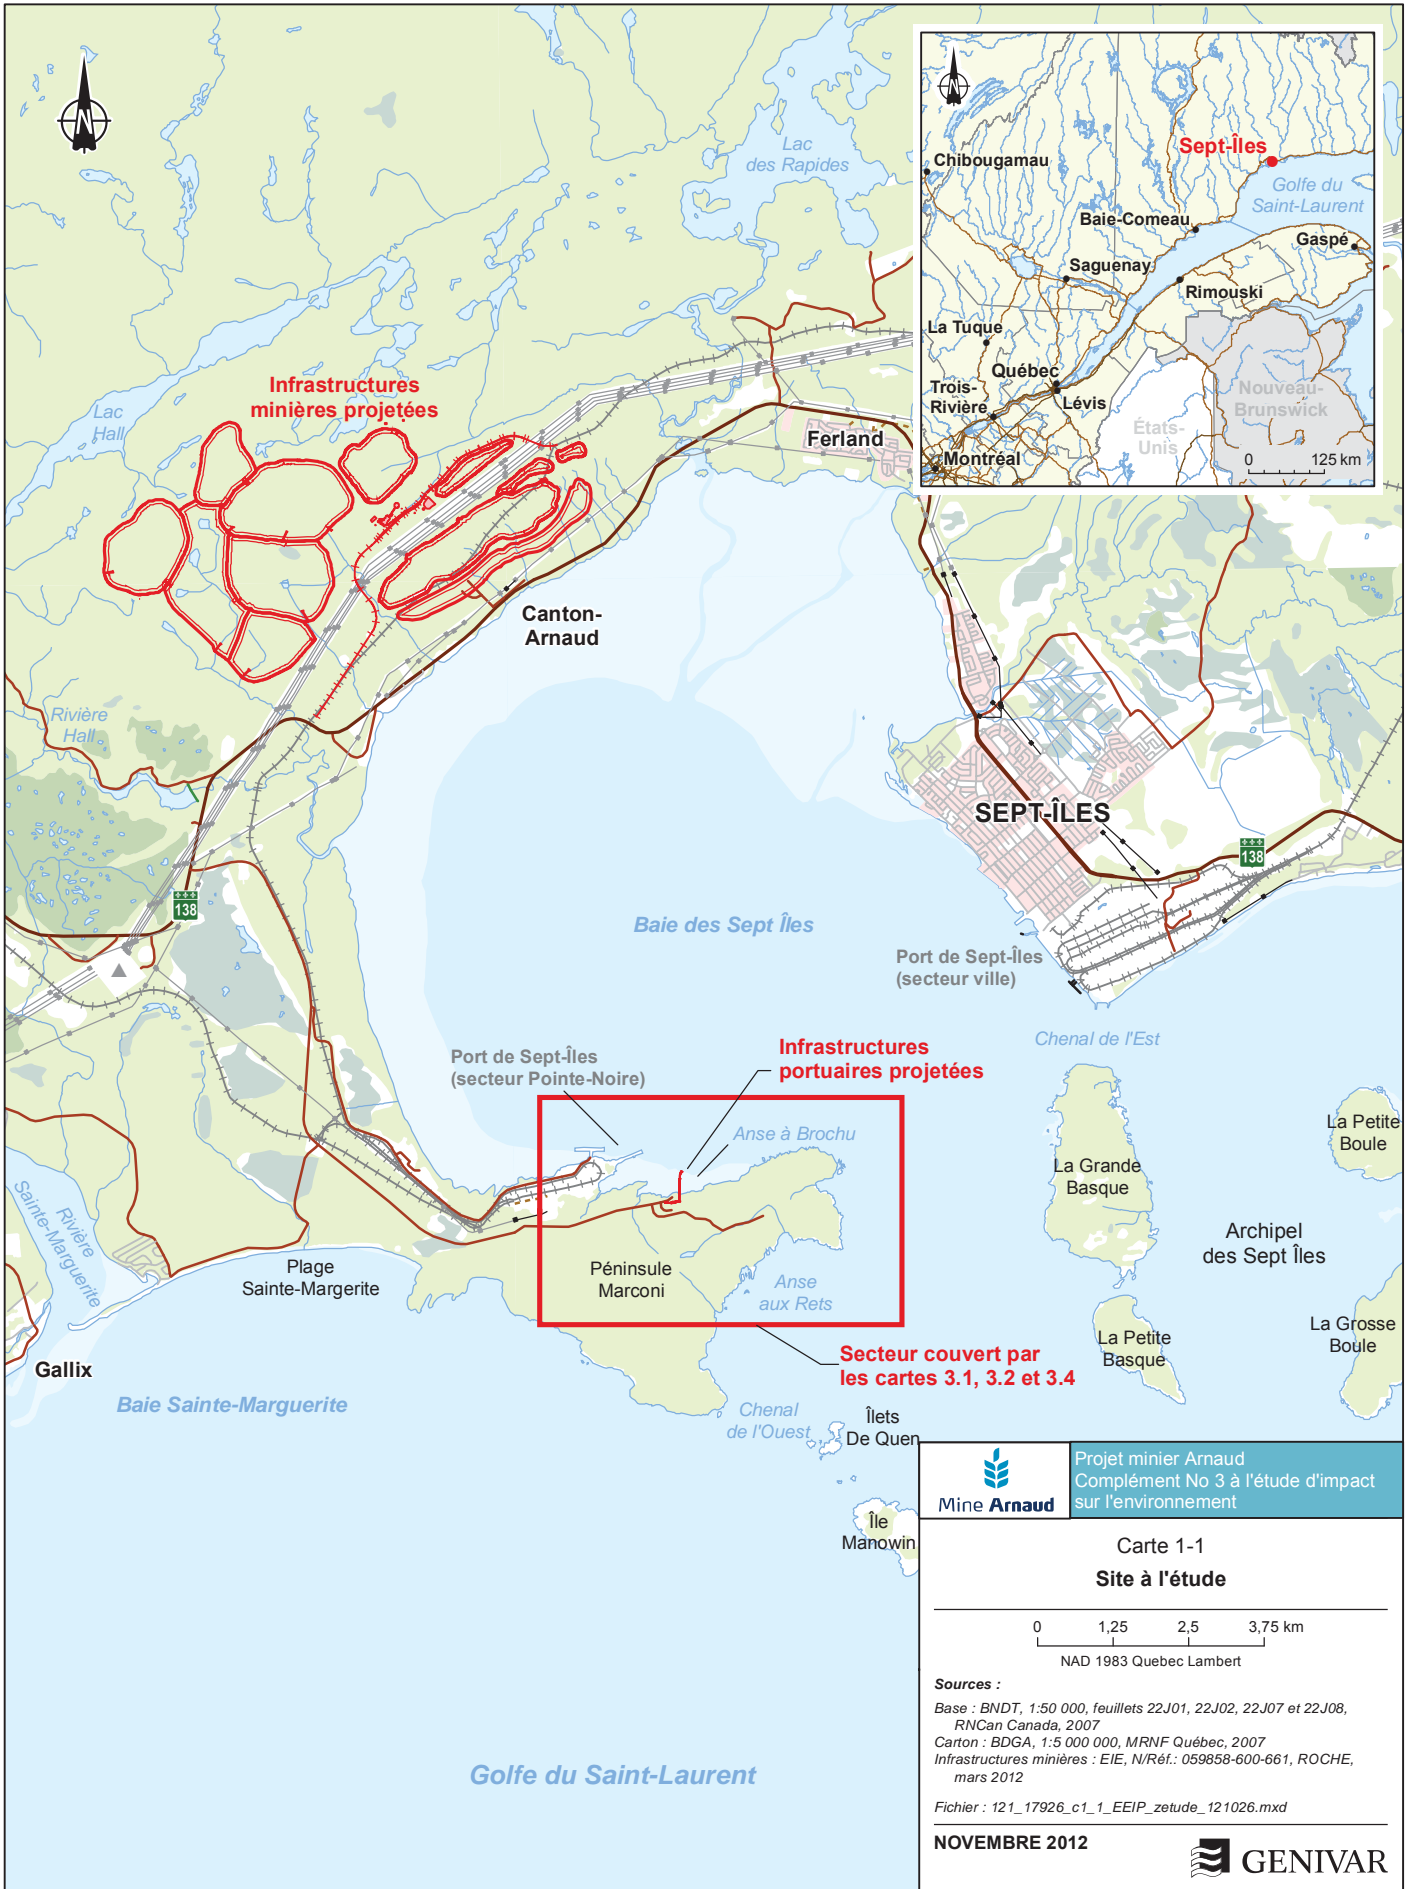 Lac
des Rapides
Infrastructures
minières projetées
Lac
Hall
Ferland
Canton-
Arnaud
Rivière
Hall
138
SEPT-ÎLES
138
Baie des Sept Îles
Port de Sept-Îles
(secteur ville)
Chenal de l'Est
Port de Sept-Îles
(secteur Pointe-Noire)
Infrastructures
portuaires projetées
Anse à Brochu
La Petite
Boule
La Grande
Basque
Archipel
des Sept Îles
Rivière
Sainte-Marguerite
Plage
Sainte-Margerite
Péninsule
Marconi
Anse
aux Rets
La Petite
Basque
La Grosse
Boule
Secteur couvert par
les cartes 3.1, 3.2 et 3.4
Gallix
Baie Sainte-Marguerite
Chenal
de l'Ouest
Îlets
De Quen
Île
Manowin
Golfe du Saint-Laurent
N
N
Sept-Îles
Chibougamau
Golfe du
Saint-Laurent
Baie-Comeau
Gaspé
Saguenay
Rimouski
La Tuque
Québec
Trois-
Rivière
Lévis
Nouveau-
Brunswick
États-
Unis
Montréal
0 125 km
Mine Arnaud
Projet minier Arnaud
Complément No 3 à l'étude d'impact
sur l'environnement
Carte 1-1
Site à l'étude
0 1,25 2,5 3,75 km
NAD 1983 Quebec Lambert
Sources :
Base : BNDT, 1:50 000, feuillets 22J01, 22J02, 22J07 et 22J08,
RNCan Canada, 2007
Carton : BDGA, 1:5 000 000, MRNF Québec, 2007
Infrastructures minières : EIE, N/Réf.: 059858-600-661, ROCHE,
mars 2012
Fichier : 121_17926_c1_1_EEIP_zetude_121026.mxd
NOVEMBRE 2012
GENIVAR